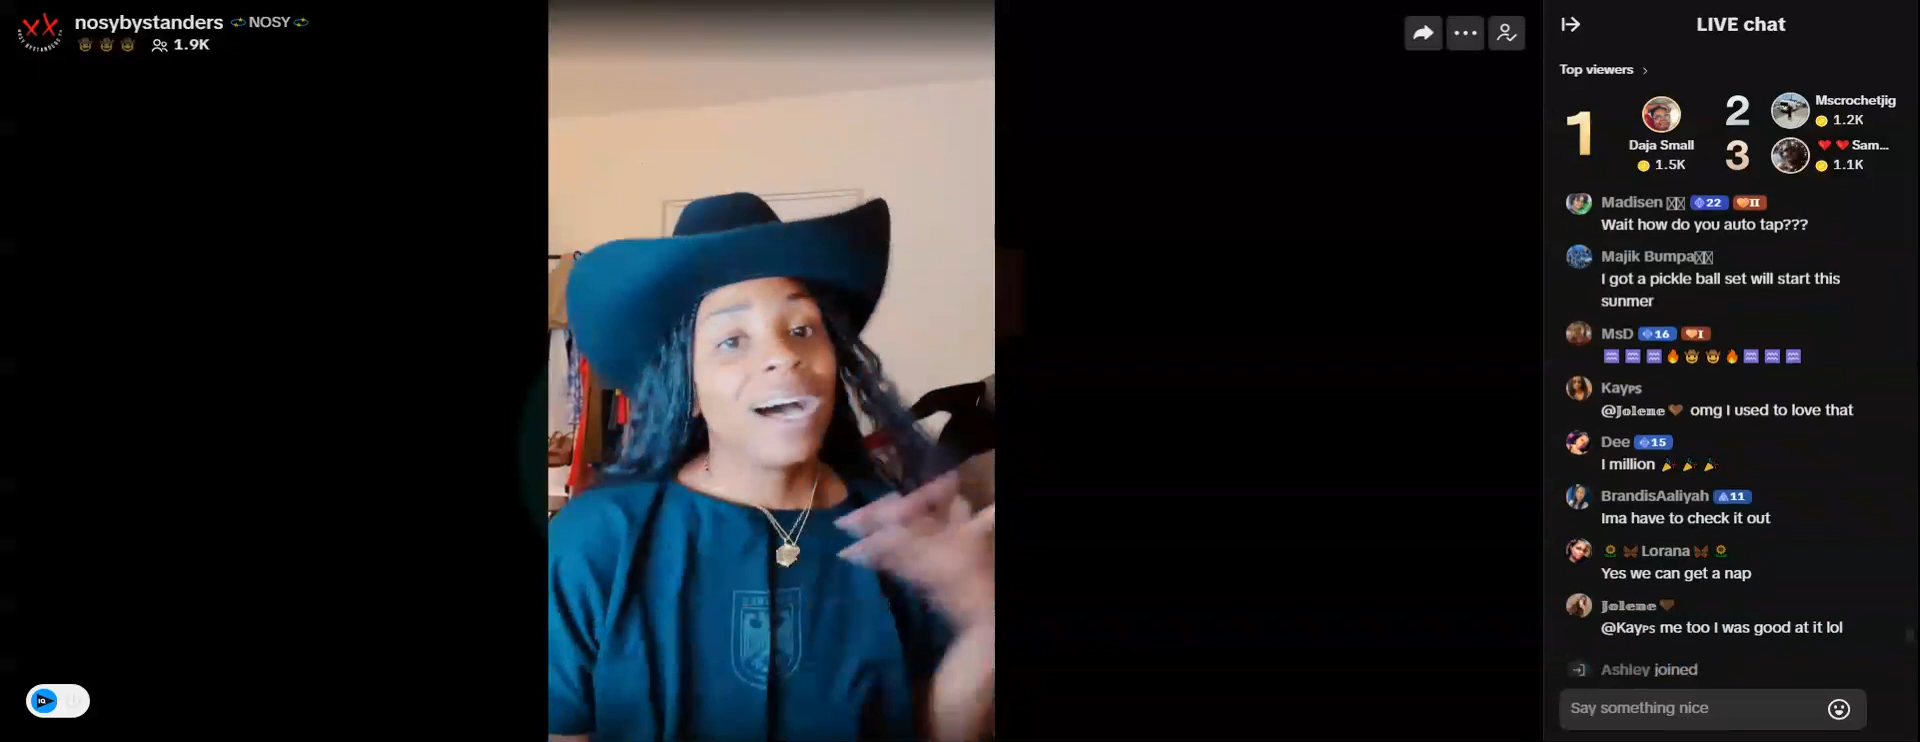 nosybystanders NOSY
1.9K
LIVE chat
Top viewers
1
Daja Small
1.5K
2
Mscrochetjig
1.2K
3
Sam...
1.1K
Madisen 22 II
Wait how do you auto tap???
Majik Bumpa
I got a pickle ball set will start this
sunmer
MsD 16 I
♒♒♒🔥🤠🤠🔥♒♒♒
Kayᴘs
@𝕁𝕠𝕝𝕖𝕟𝕖🤎 omg I used to love that
Dee 15
I million 🎉🎉🎉
BrandisAaliyah 11
Ima have to check it out
🌻🦋Lorana🦋🌻
Yes we can get a nap
𝕁𝕠𝕝𝕖𝕟𝕖🤎
@Kayᴘs me too I was good at it lol
Ashley joined
Say something nice